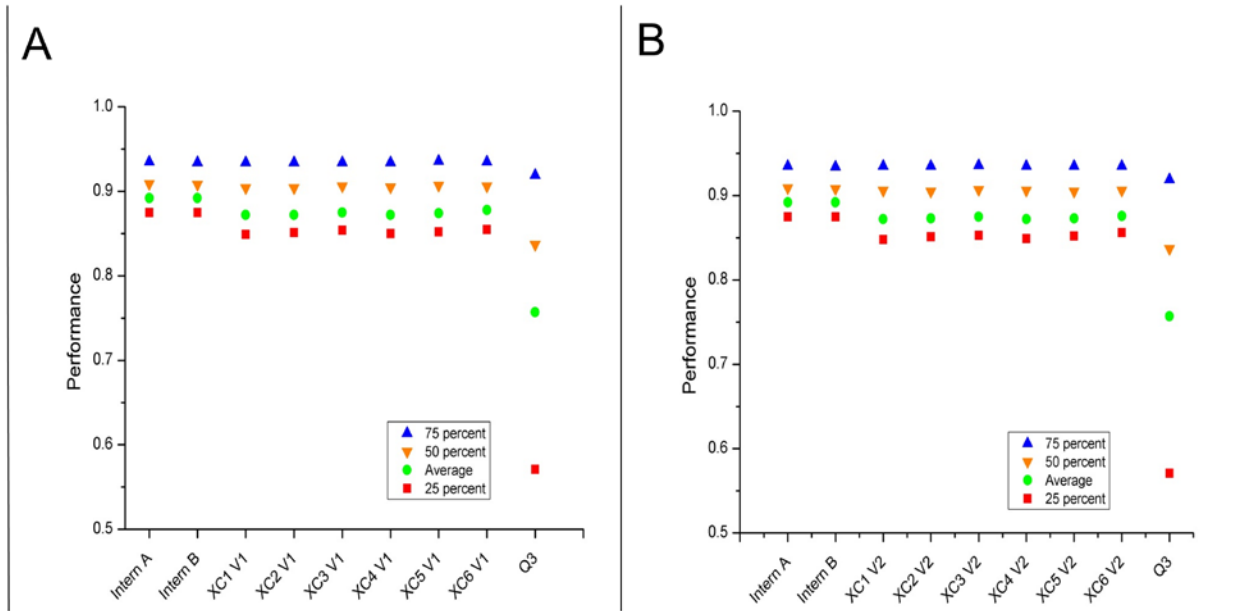 A
Performance
1.0
0.9
0.8
0.7
0.6
0.5
75 percent
50 percent
Average
25 percent
Intern A
Intern B
XC1 V1
XC2 V1
XC3 V1
XC4 V1
XC5 V1
XC6 V1
Q3
B
Performance
1.0
0.9
0.8
0.7
0.6
0.5
75 percent
50 percent
Average
25 percent
Intern A
Intern B
XC1 V2
XC2 V2
XC3 V2
XC4 V2
XC5 V2
XC6 V2
Q3